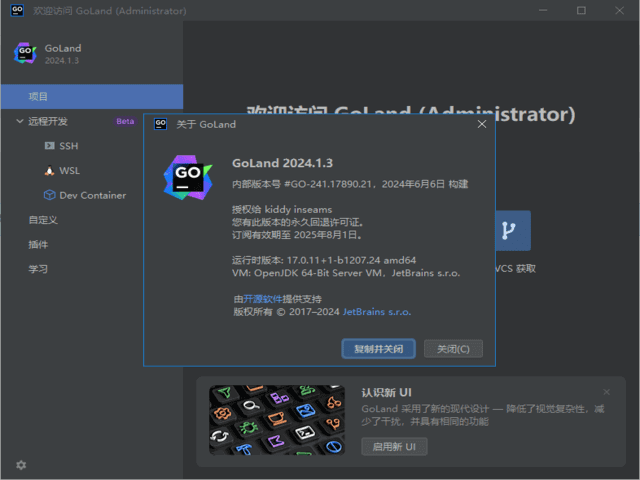 欢迎访问 GoLand (Administrator)
GoLand
2024.1.3
项目
远程开发 Beta
SSH
WSL
Dev Container
自定义
插件
学习
欢迎访问 GoLand (Administrator)
关于 GoLand
GoLand 2024.1.3
内部版本号 #GO-241.17890.21，2024年6月6日 构建
授权给 kiddy inseams
您有此版本的永久回退许可证。
订阅有效期至 2025年8月1日。
运行时版本: 17.0.11+1-b1207.24 amd64
VM: OpenJDK 64-Bit Server VM，JetBrains s.r.o.
由开源软件提供支持
版权所有 © 2017–2024 JetBrains s.r.o.
复制并关闭
关闭(C)
VCS 获取
认识新 UI
GoLand 采用了新的现代设计 — 降低了视觉复杂性，减
少了干扰，并具有相同的功能
启用新 UI